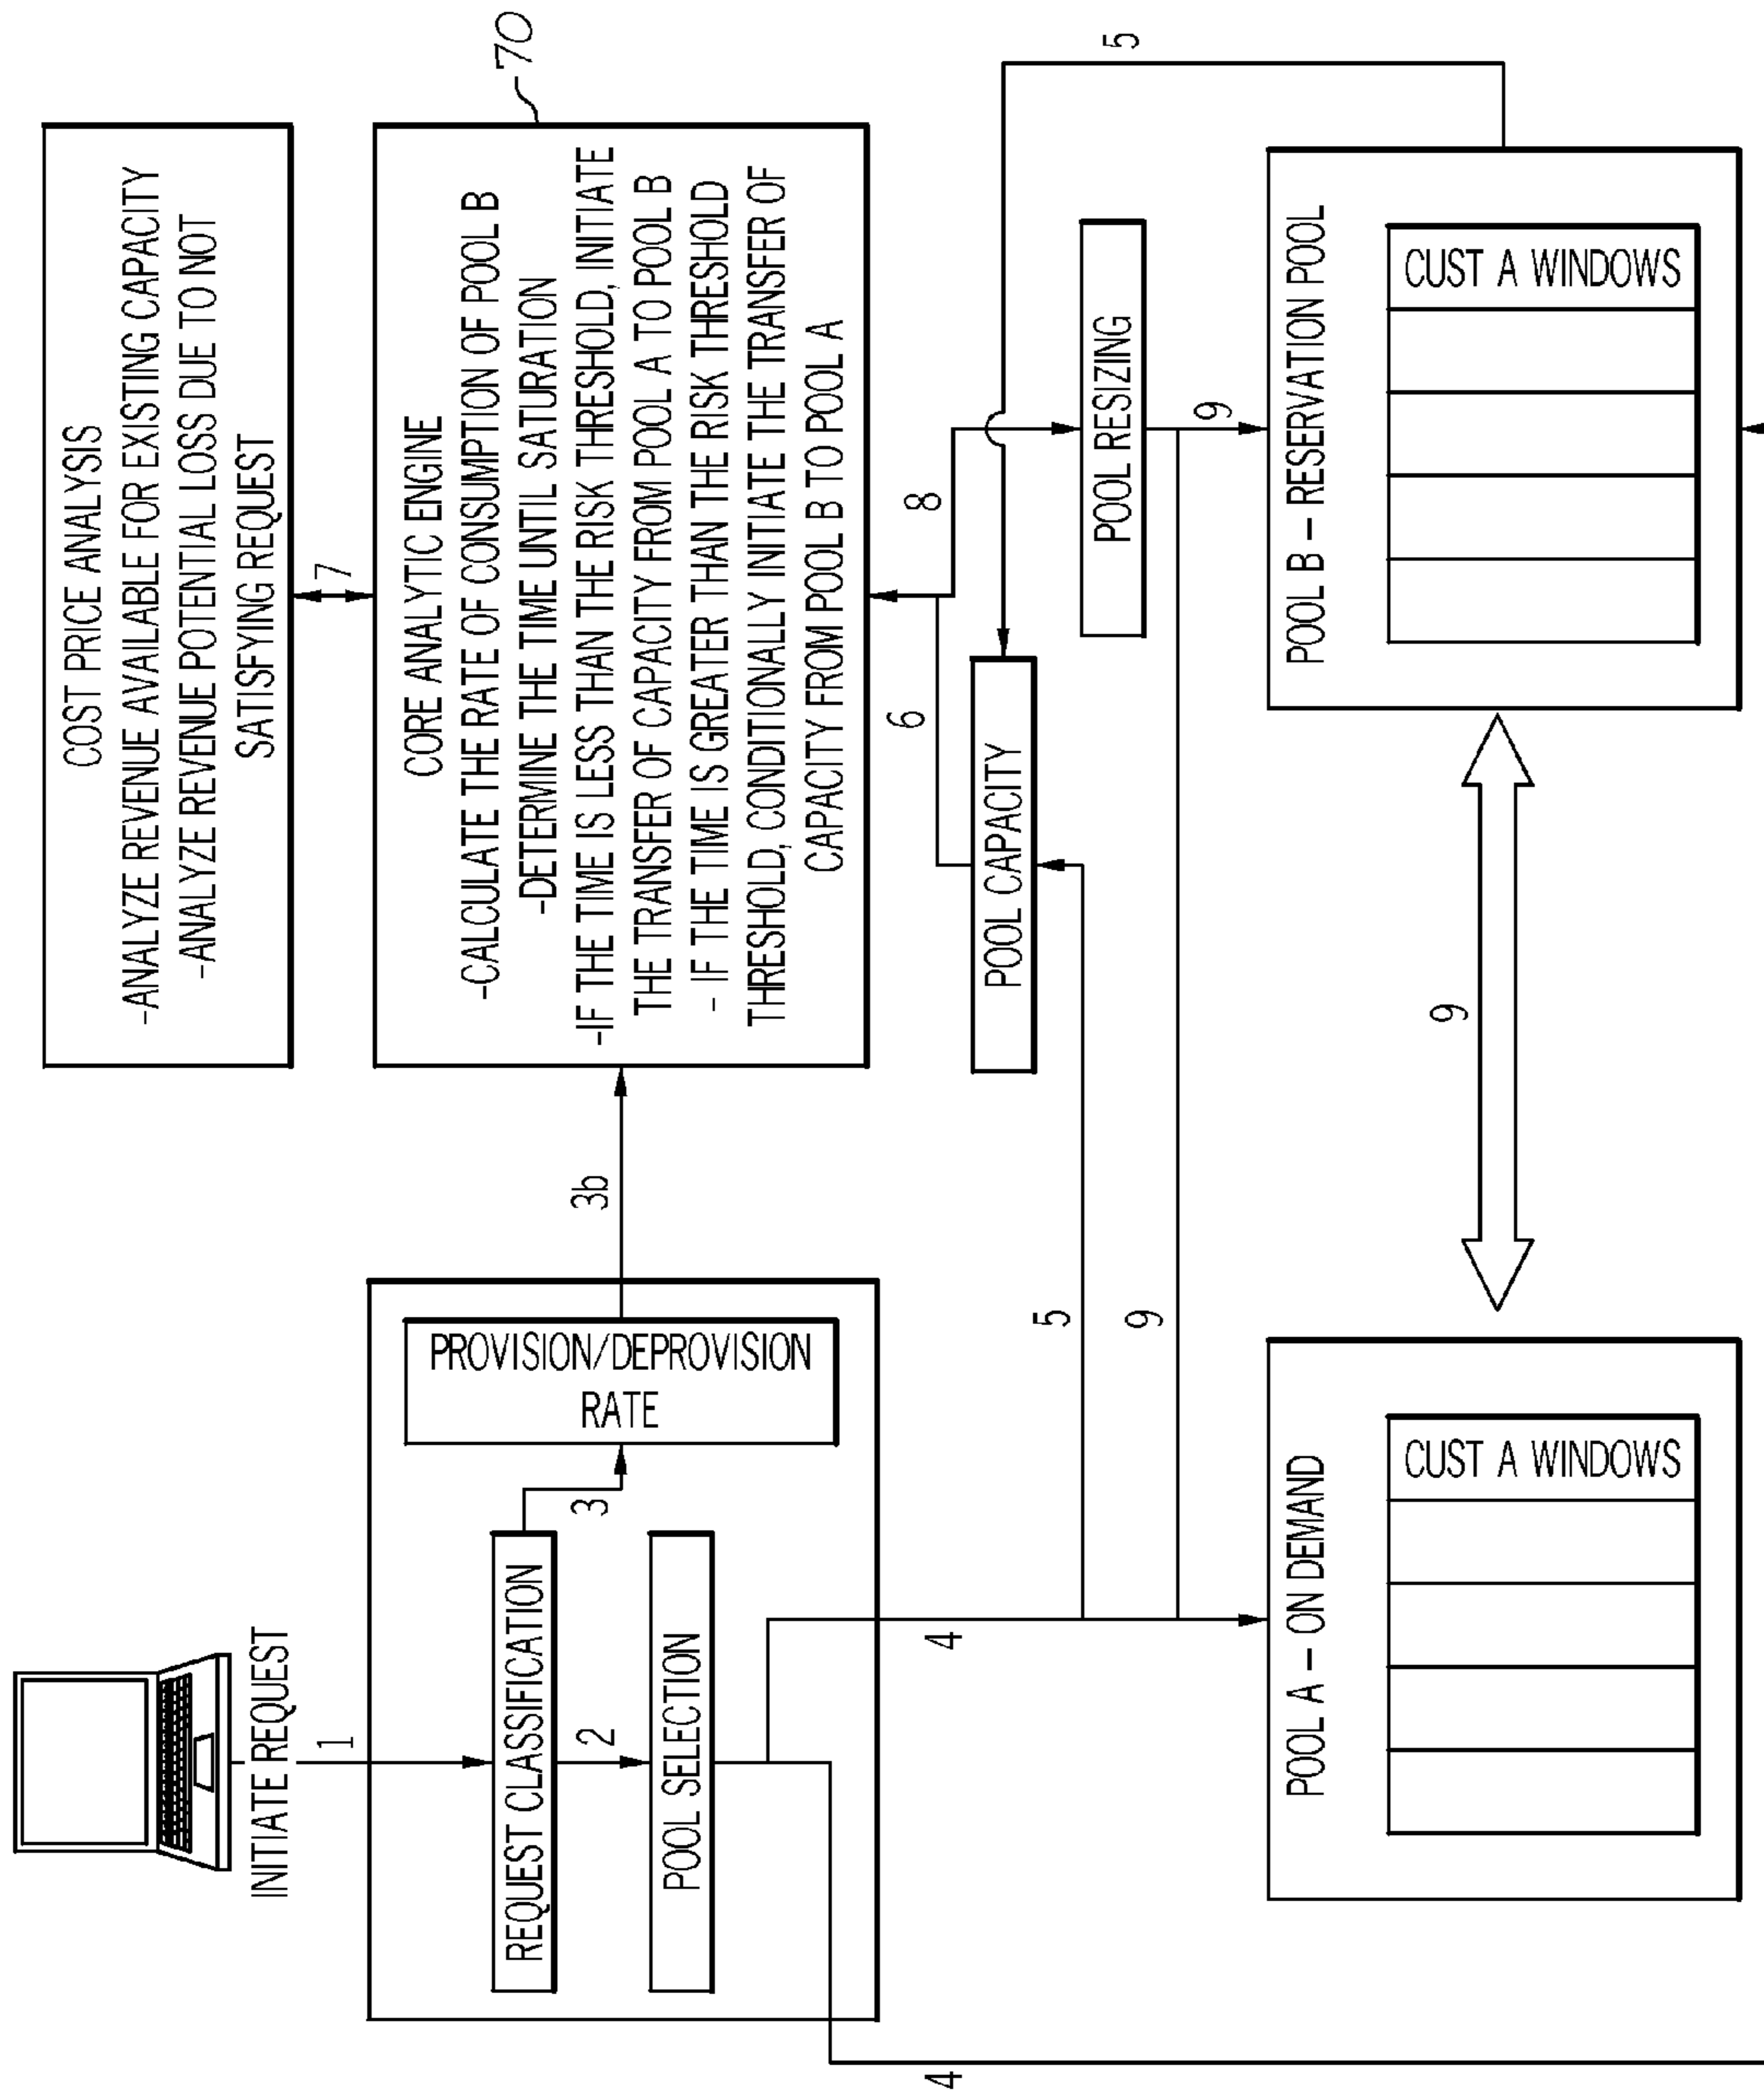 INITIATE REQUEST
1
REQUEST CLASSIFICATION
2
POOL SELECTION
3
PROVISION/DEPROVISION
RATE
3b
COST PRICE ANALYSIS
-ANALYZE REVENUE AVAILABLE FOR EXISTING CAPACITY
-ANALYZE REVENUE POTENTIAL LOSS DUE TO NOT
SATISFYING REQUEST
7
70
CORE ANALYTIC ENGINE
-CALCULATE THE RATE OF CONSUMPTION OF POOL B
-DETERMINE THE TIME UNTIL SATURATION
-IF THE TIME IS LESS THAN THE RISK THRESHOLD, INITIATE
THE TRANSFER OF CAPACITY FROM POOL A TO POOL B
- IF THE TIME IS GREATER THAN THE RISK THRESHOLD
THRESHOLD, CONDITIONALLY INITIATE THE TRANSFER OF
CAPACITY FROM POOL B TO POOL A
4
4
5
9
6
8
5
POOL CAPACITY
POOL RESIZING
9
POOL A – ON DEMAND
CUST A WINDOWS
9
POOL B – RESERVATION POOL
CUST A WINDOWS